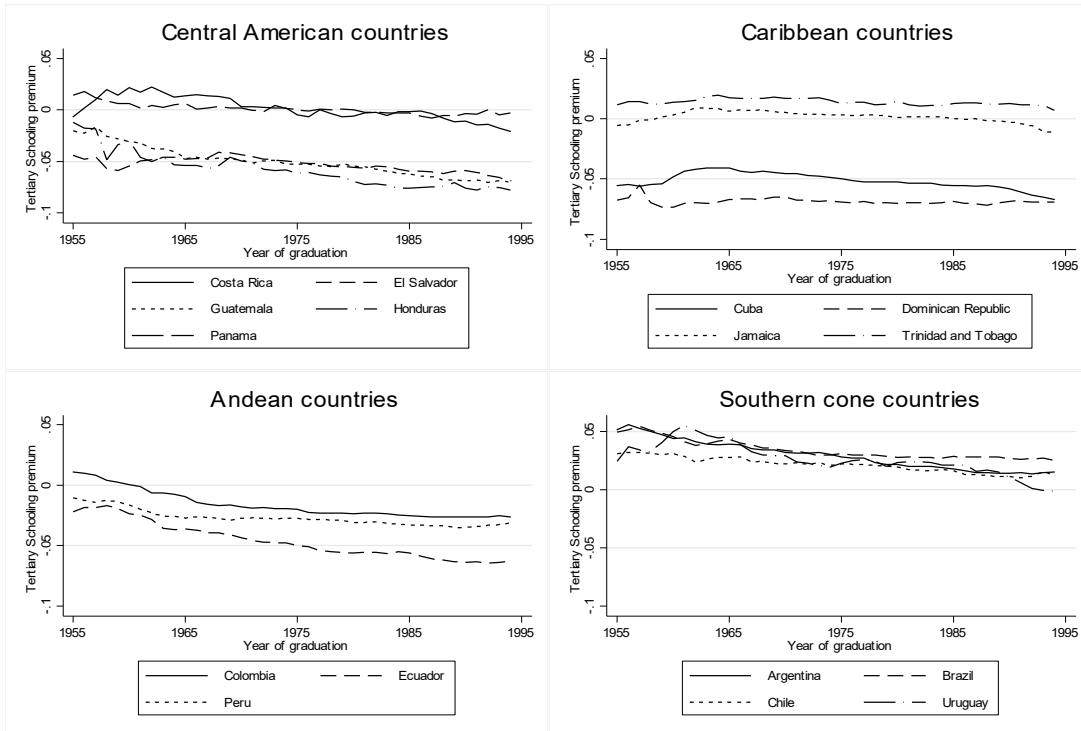 Central American countries
Tertiary Schooling premium
.05
0
-.05
-.1
1955 1965 1975 1985 1995
Year of graduation
Costa Rica El Salvador
Guatemala Honduras
Panama
Caribbean countries
Tertiary Schooling premium
.05
0
-.05
-.1
1955 1965 1975 1985 1995
Year of graduation
Cuba Dominican Republic
Jamaica Trinidad and Tobago
Andean countries
Tertiary Schooling premium
.05
0
-.05
-.1
1955 1965 1975 1985 1995
Year of graduation
Colombia Ecuador
Peru
Southern cone countries
Tertiary Schooling premium
.05
0
-.05
-.1
1955 1965 1975 1985 1995
Year of graduation
Argentina Brazil
Chile Uruguay